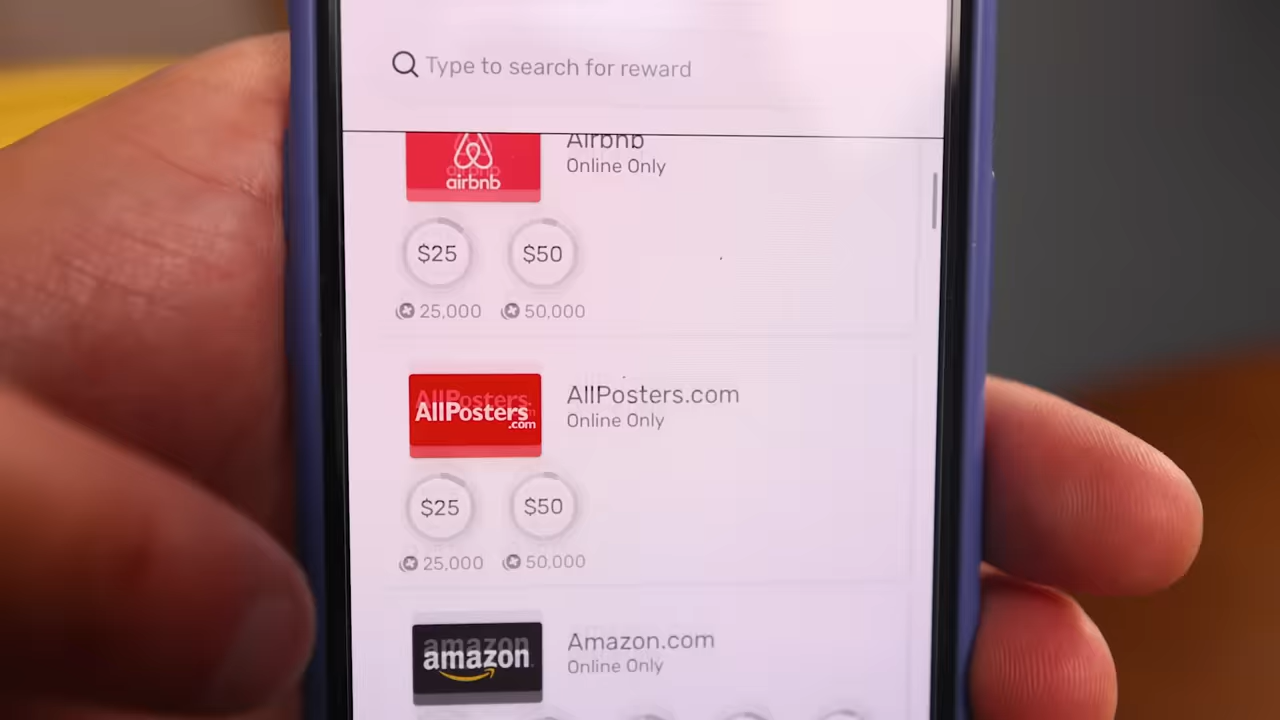 Type to search for reward
Airbnb
airbnb
Online Only
$25 $50
25,000 50,000
AllPosters.com
AllPosters
.com
Online Only
$25 $50
25,000 50,000
Amazon.com
amazon
Online Only